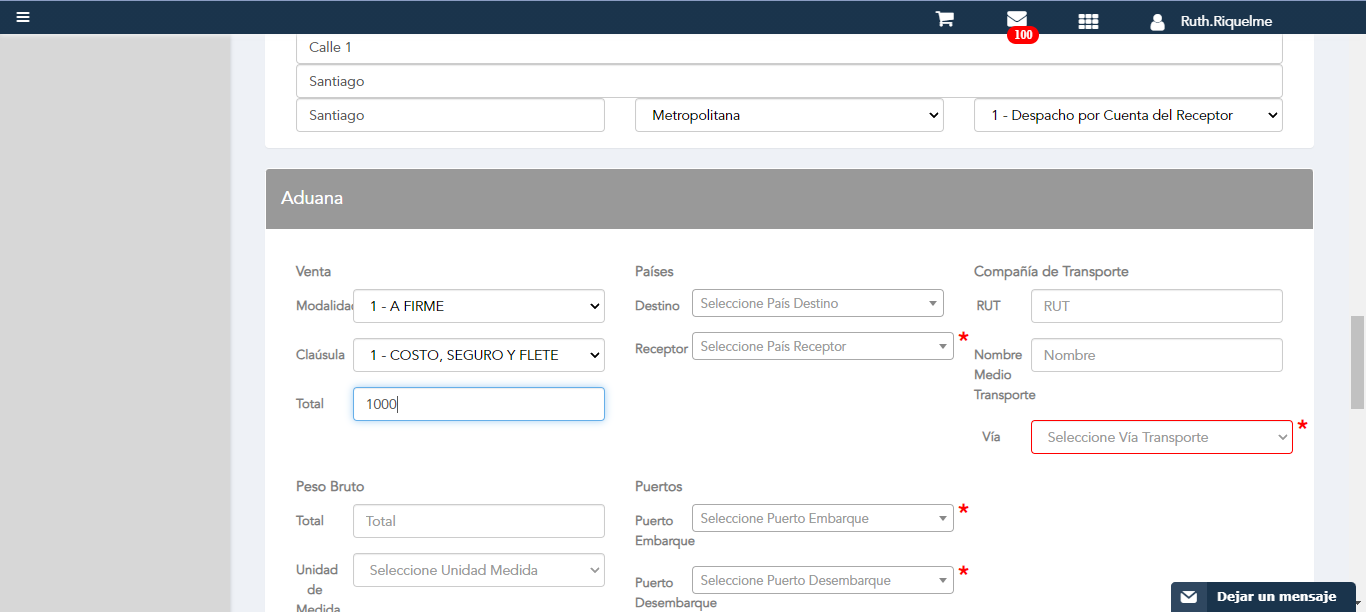 Ruth.Riquelme
100
Calle 1
Santiago
Santiago
Metropolitana
1 - Despacho por Cuenta del Receptor
Aduana
Venta
Modalidad
1 - A FIRME
Claúsula
1 - COSTO, SEGURO Y FLETE
Total
1000
Países
Destino
Seleccione País Destino
Receptor
Seleccione País Receptor
*
Compañía de Transporte
RUT
RUT
Nombre
Medio
Transporte
Nombre
Vía
Seleccione Vía Transporte
*
Peso Bruto
Total
Total
Unidad
de
Medida
Seleccione Unidad Medida
Puertos
Puerto
Embarque
Seleccione Puerto Embarque
*
Puerto
Desembarque
Seleccione Puerto Desembarque
*
Dejar un mensaje